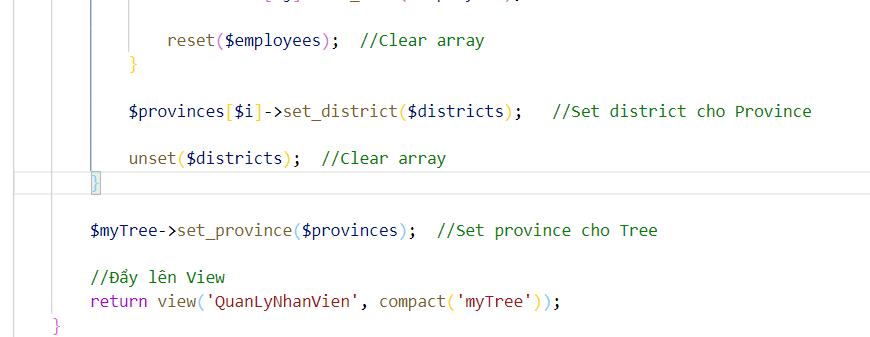 reset($employees);  //Clear array
}
$provinces[$i]->set_district($districts);   //Set district cho Province
unset($districts);  //Clear array
}
$myTree->set_province($provinces);  //Set province cho Tree
//Đẩy lên View
return view('QuanLyNhanVien', compact('myTree'));
}